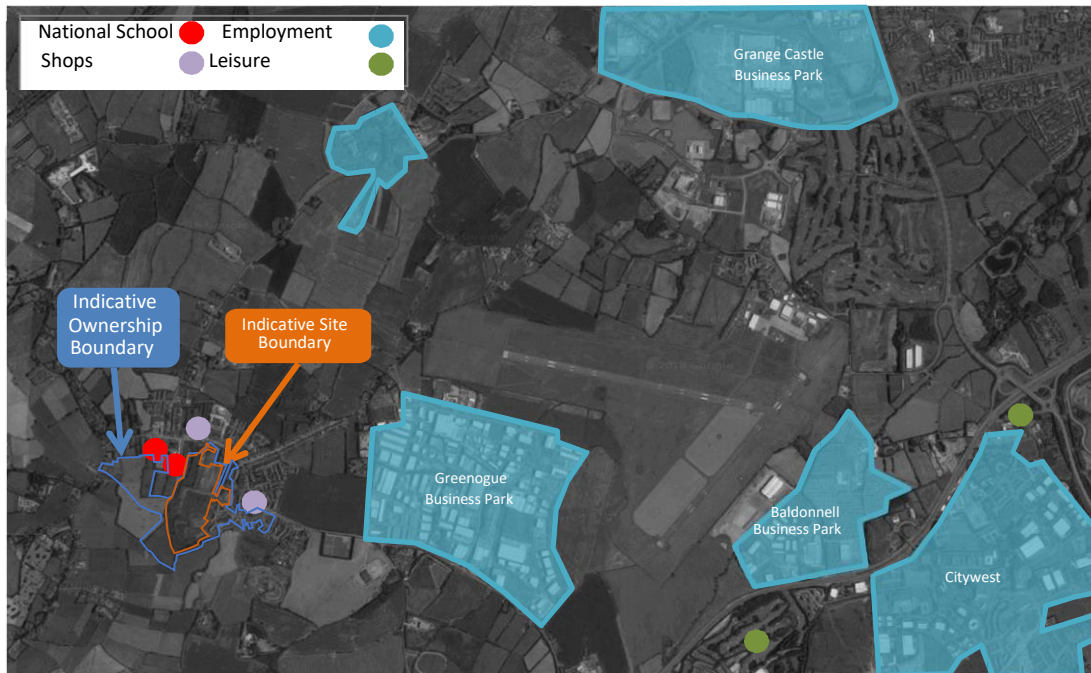 National School Employment
Shops Leisure
Grange Castle
Business Park
Indicative
Ownership
Boundary
Indicative Site
Boundary
Greenogue
Business Park
Baldonnell
Business Park
Citywest